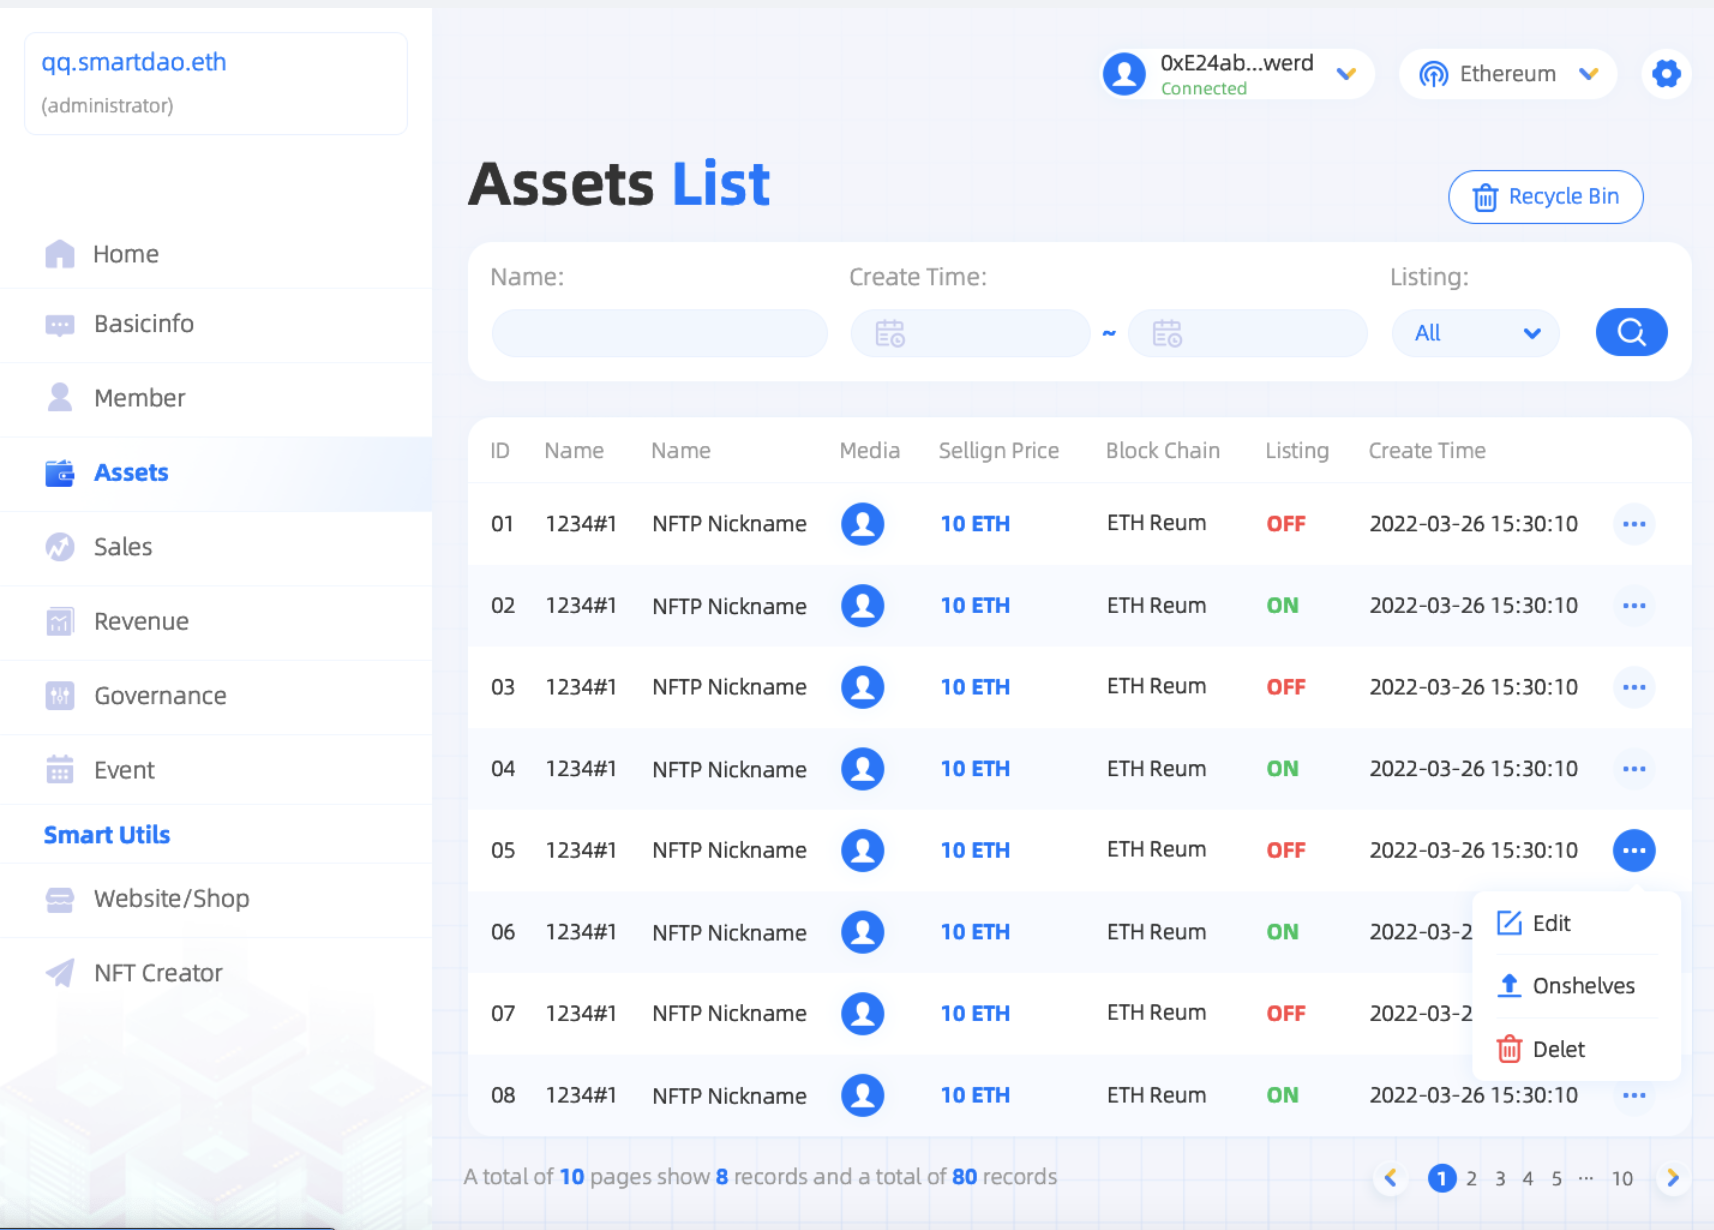 qq.smartdao.eth
(administrator)
Home
Basicinfo
Member
Assets
Sales
Revenue
Governance
Event
Smart Utils
Website/Shop
NFT Creator
0xE24ab...werd
Connected
Ethereum
Assets List
Recycle Bin
Name:
Create Time:
Listing:
~
All
ID Name Name Media Sellign Price Block Chain Listing Create Time
01 1234#1 NFTP Nickname 10 ETH ETH Reum OFF 2022-03-26 15:30:10
02 1234#1 NFTP Nickname 10 ETH ETH Reum ON 2022-03-26 15:30:10
03 1234#1 NFTP Nickname 10 ETH ETH Reum OFF 2022-03-26 15:30:10
04 1234#1 NFTP Nickname 10 ETH ETH Reum ON 2022-03-26 15:30:10
05 1234#1 NFTP Nickname 10 ETH ETH Reum OFF 2022-03-26 15:30:10
06 1234#1 NFTP Nickname 10 ETH ETH Reum ON 2022-03-2
07 1234#1 NFTP Nickname 10 ETH ETH Reum OFF 2022-03-2
08 1234#1 NFTP Nickname 10 ETH ETH Reum ON 2022-03-26 15:30:10
Edit
Onshelves
Delet
A total of 10 pages show 8 records and a total of 80 records
1 2 3 4 5 ··· 10